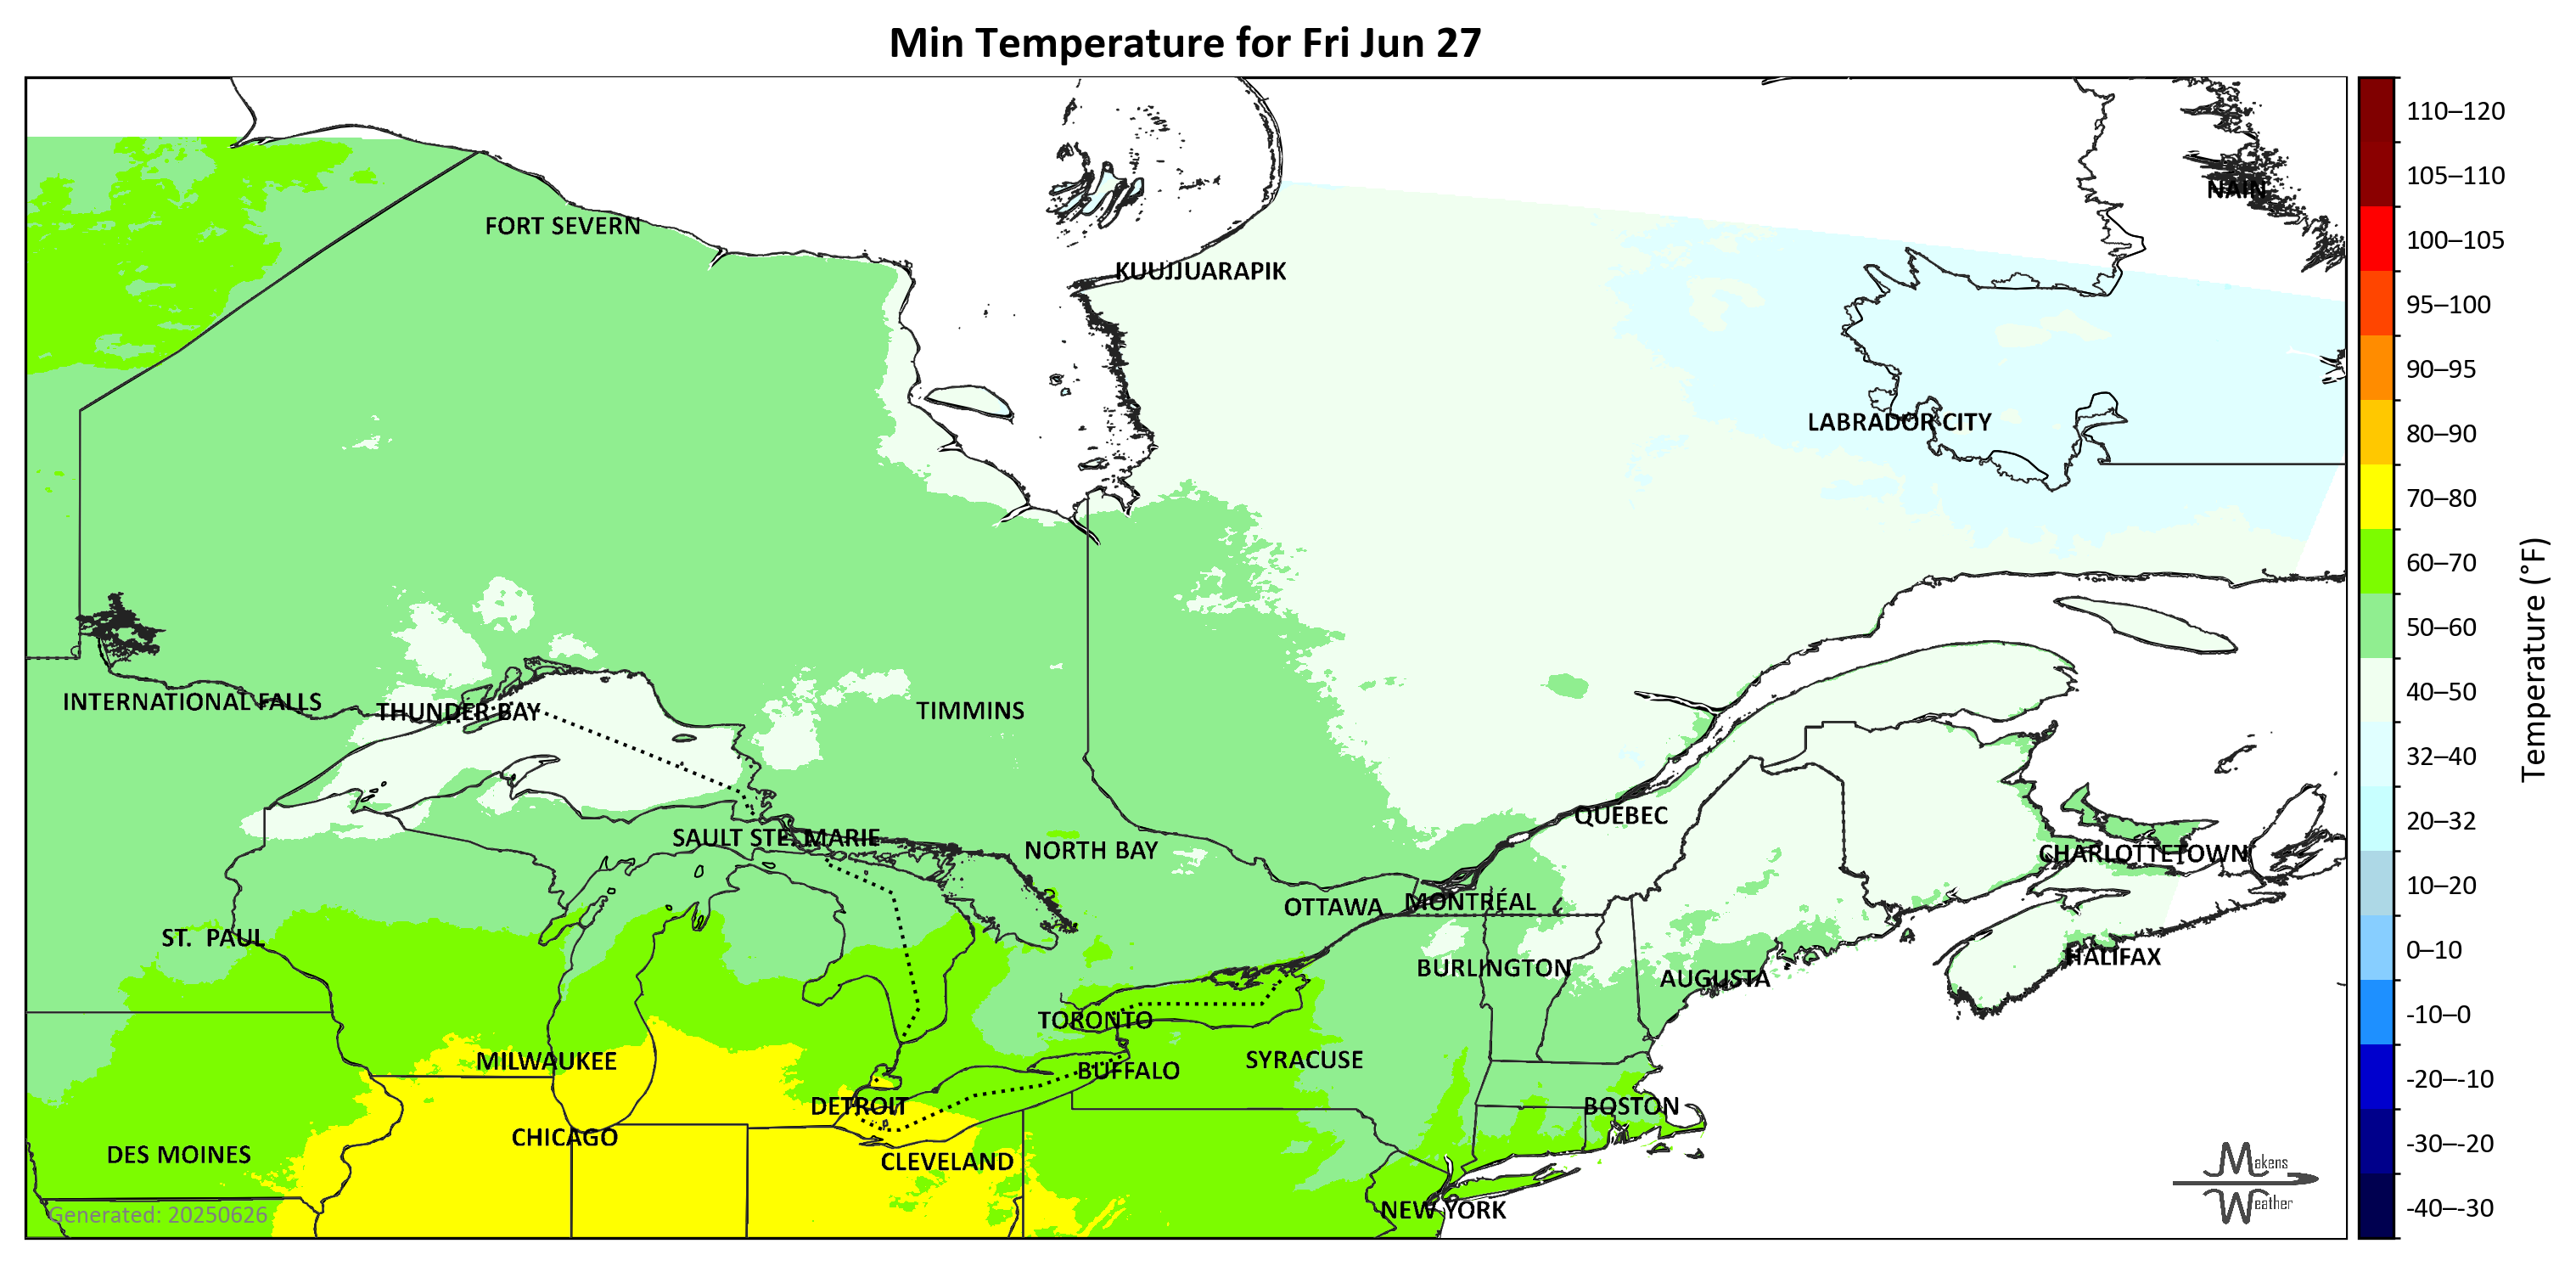 Min Temperature for Fri Jun 27
NAIN
FORT SEVERN
KUUJJUARAPIK
LABRADOR CITY
INTERNATIONAL FALLS
THUNDER BAY
TIMMINS
QUÉBEC
SAULT STE. MARIE
NORTH BAY
CHARLOTTETOWN
OTTAWA
MONTRÉAL
ST. PAUL
HALIFAX
BURLINGTON
AUGUSTA
TORONTO
MILWAUKEE
SYRACUSE
BUFFALO
DETROIT
BOSTON
CHICAGO
DES MOINES
CLEVELAND
NEW YORK
Generated: 20250626
Makens
Weather
110–120
105–110
100–105
95–100
90–95
80–90
70–80
60–70
50–60
40–50
32–40
20–32
10–20
0–10
-10–0
-20–-10
-30–-20
-40–-30
Temperature (°F)